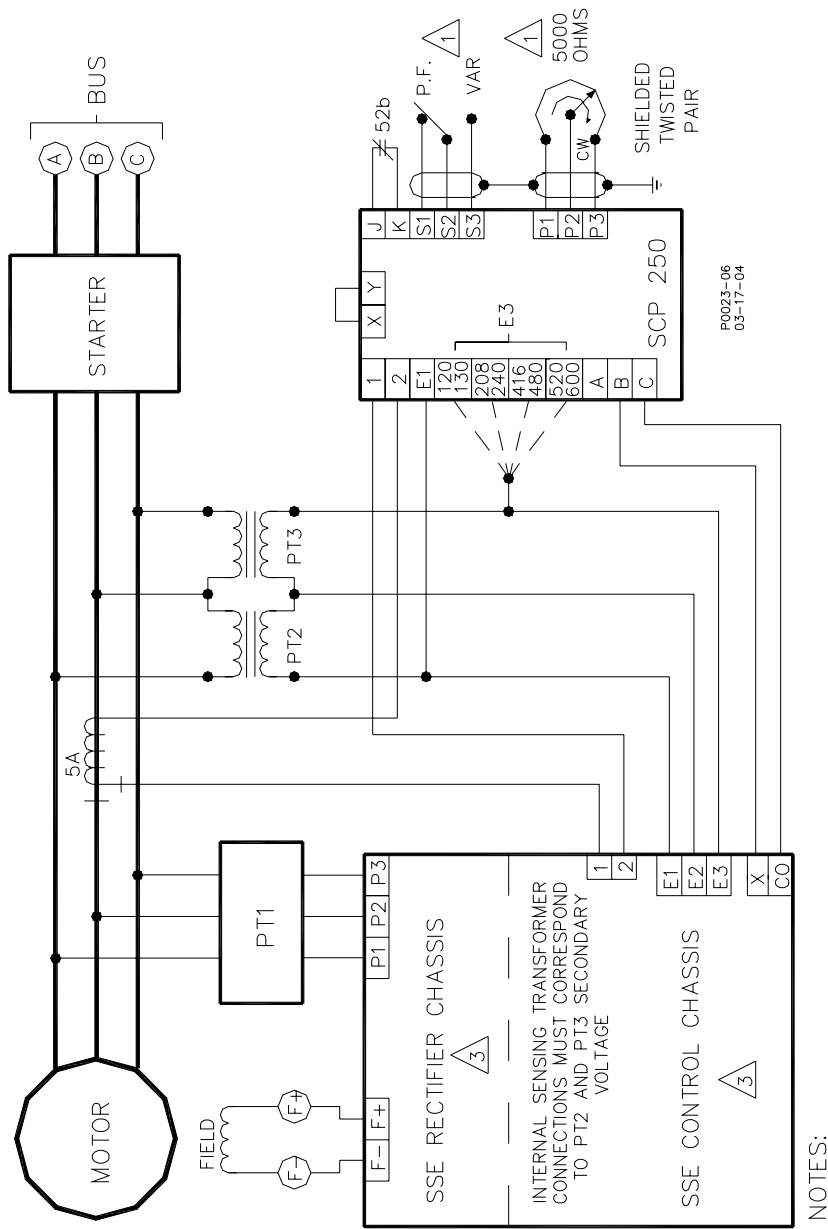 BUS
A
B
C
STARTER
MOTOR
5A
PT1
PT2
PT3
FIELD
F-
F+
F-
F+
P1
P2
P3
SSE RECTIFIER CHASSIS
3
INTERNAL SENSING TRANSFORMER
CONNECTIONS MUST CORRESPOND
TO PT2 AND PT3 SECONDARY
VOLTAGE
SSE CONTROL CHASSIS
3
1
2
E1
E2
E3
X
CO
1
2
E1
120
130
208
240
416
480
520
600
A
B
C
E3
X
Y
SCP 250
J
K
S1
S2
S3
P1
P2
P3
52b
P.F.
VAR
1
1
5000
OHMS
CW
SHIELDED
TWISTED
PAIR
P0023-06
03-17-04
NOTES: